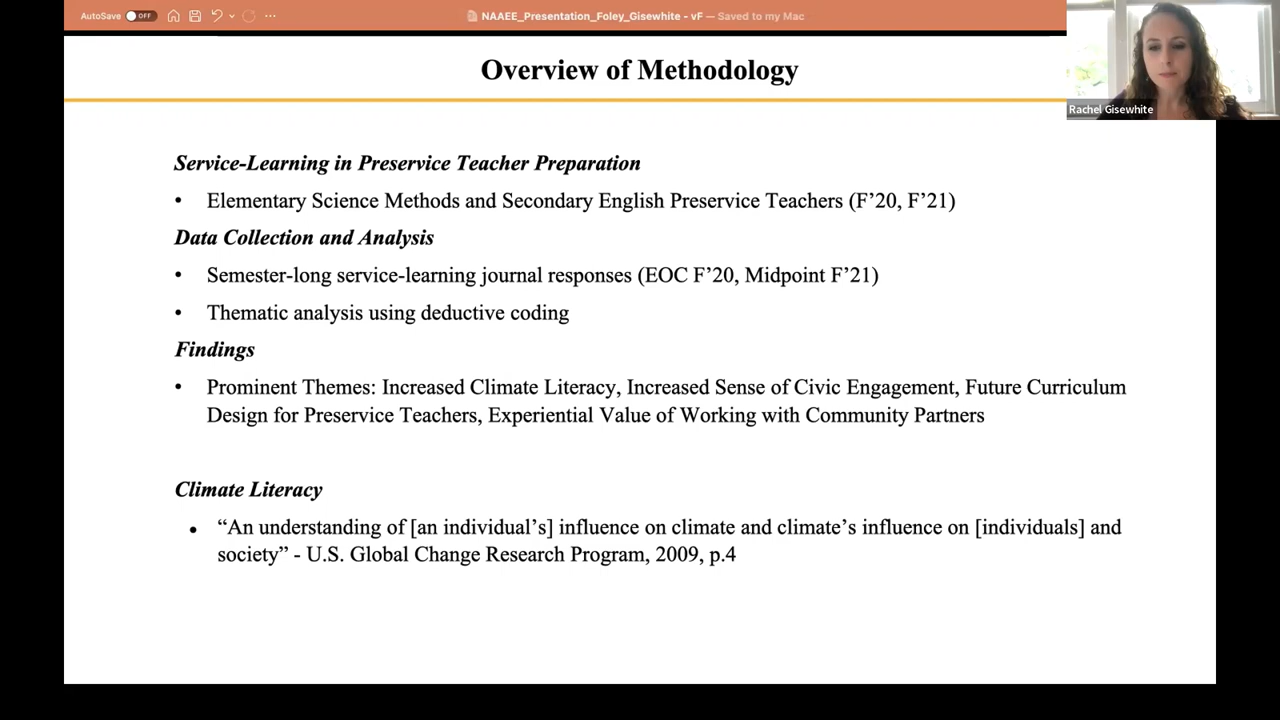 AutoSave OFF
NAAEE_Presentation_Foley_Gisewhite - vF — Saved to my Mac
Overview of Methodology
Rachel Gisewhite
Service-Learning in Preservice Teacher Preparation
• Elementary Science Methods and Secondary English Preservice Teachers (F’20, F’21)
Data Collection and Analysis
• Semester-long service-learning journal responses (EOC F’20, Midpoint F’21)
• Thematic analysis using deductive coding
Findings
• Prominent Themes: Increased Climate Literacy, Increased Sense of Civic Engagement, Future Curriculum
Design for Preservice Teachers, Experiential Value of Working with Community Partners
Climate Literacy
• “An understanding of [an individual’s] influence on climate and climate’s influence on [individuals] and
society” - U.S. Global Change Research Program, 2009, p.4